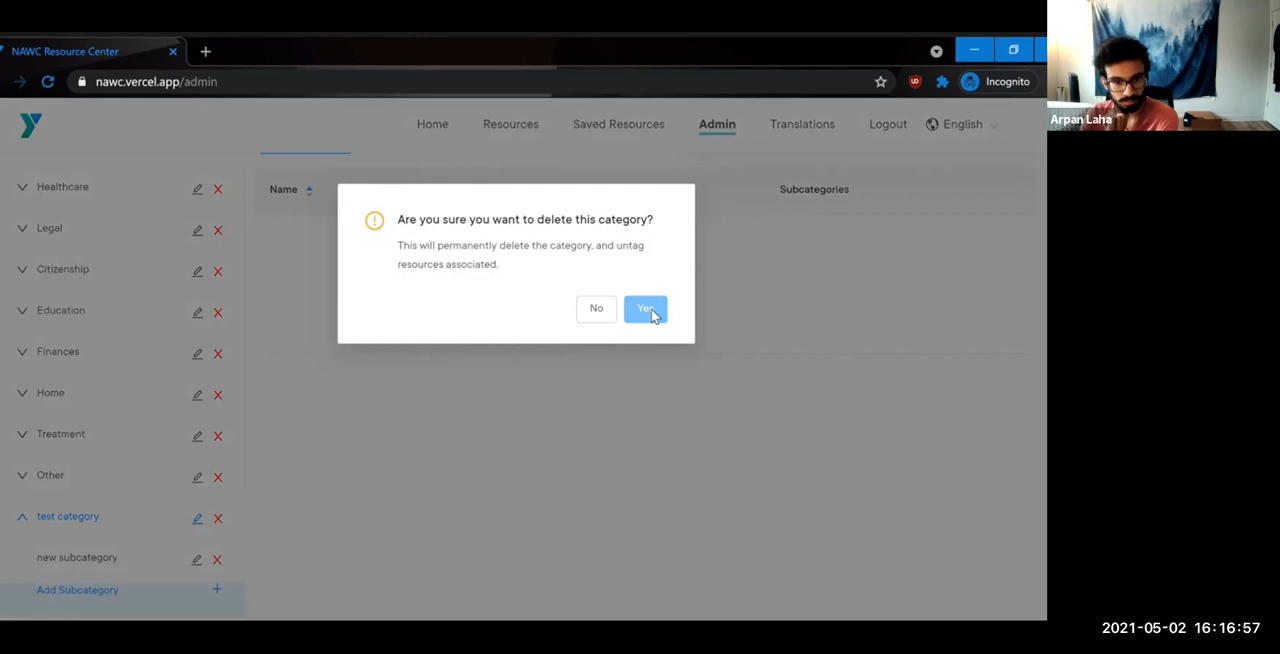 NAWC Resource Center
nawc.vercel.app/admin
UD
Incognito
Home Resources Saved Resources Admin Translations Logout English
Arpan Laha
Name
Subcategories
Healthcare
Legal
Citizenship
Education
Finances
Home
Treatment
Other
test category
new subcategory
Add Subcategory
Are you sure you want to delete this category?
This will permanently delete the category, and untag
resources associated.
No
Yes
2021-05-02 16:16:57